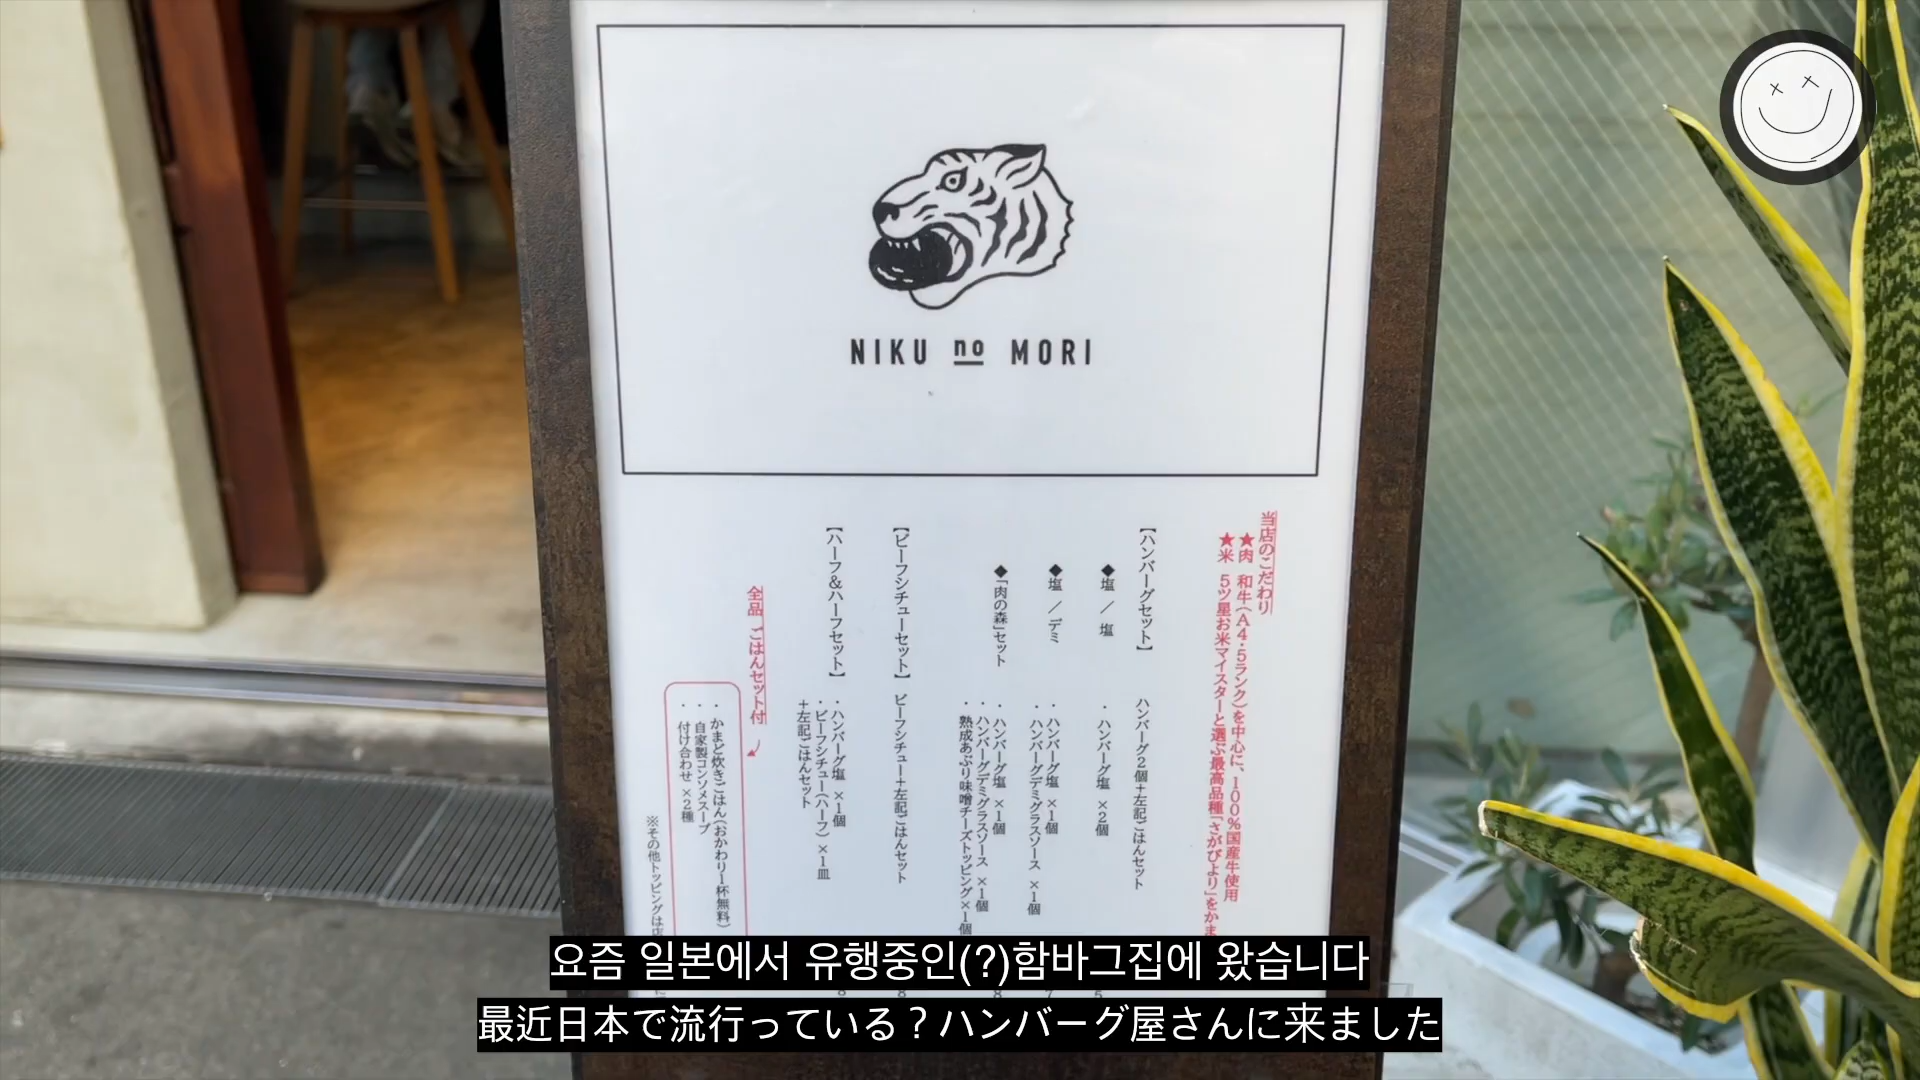 NIKU no MORI
当店のこだわり
★肉 和牛(A4・5ランク)を中心に、100%国産牛使用
★米 5ツ星お米マイスターと選ぶ最高品種「さがびより」をかま
【ハンバーグセット】 ハンバーグ2個+左記ごはんセット
◆塩/塩 ・ハンバーグ塩 ×2個
◆塩/デミ ・ハンバーグ塩 ×1個
・ハンバーグデミグラスソース ×1個
◆「肉の森」セット ・ハンバーグ塩 ×1個
・ハンバーグデミグラスソース ×1個
・熟成あぶり味噌チーズトッピング×1個
【ビーフシチューセット】 ビーフシチュー+左記ごはんセット
【ハーフ&ハーフセット】 ・ハンバーグ塩 ×1個
・ビーフシチュー(ハーフ) ×1皿
+左記ごはんセット
全品 ごはんセット付
・かまど炊きごはん(おかわり1杯無料)
・自家製コンソメスープ
・付け合わせ ×2種
※その他トッピングは店
요즘 일본에서 유행중인(?)함바그집에 왔습니다
最近日本で流行っている？ハンバーグ屋さんに来ました